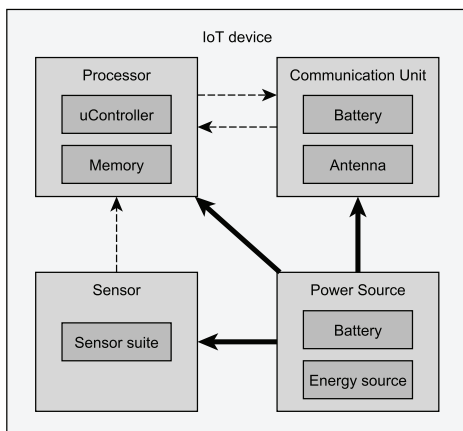 IoT device
Processor
uController
Memory
Communication Unit
Battery
Antenna
Sensor
Sensor suite
Power Source
Battery
Energy source